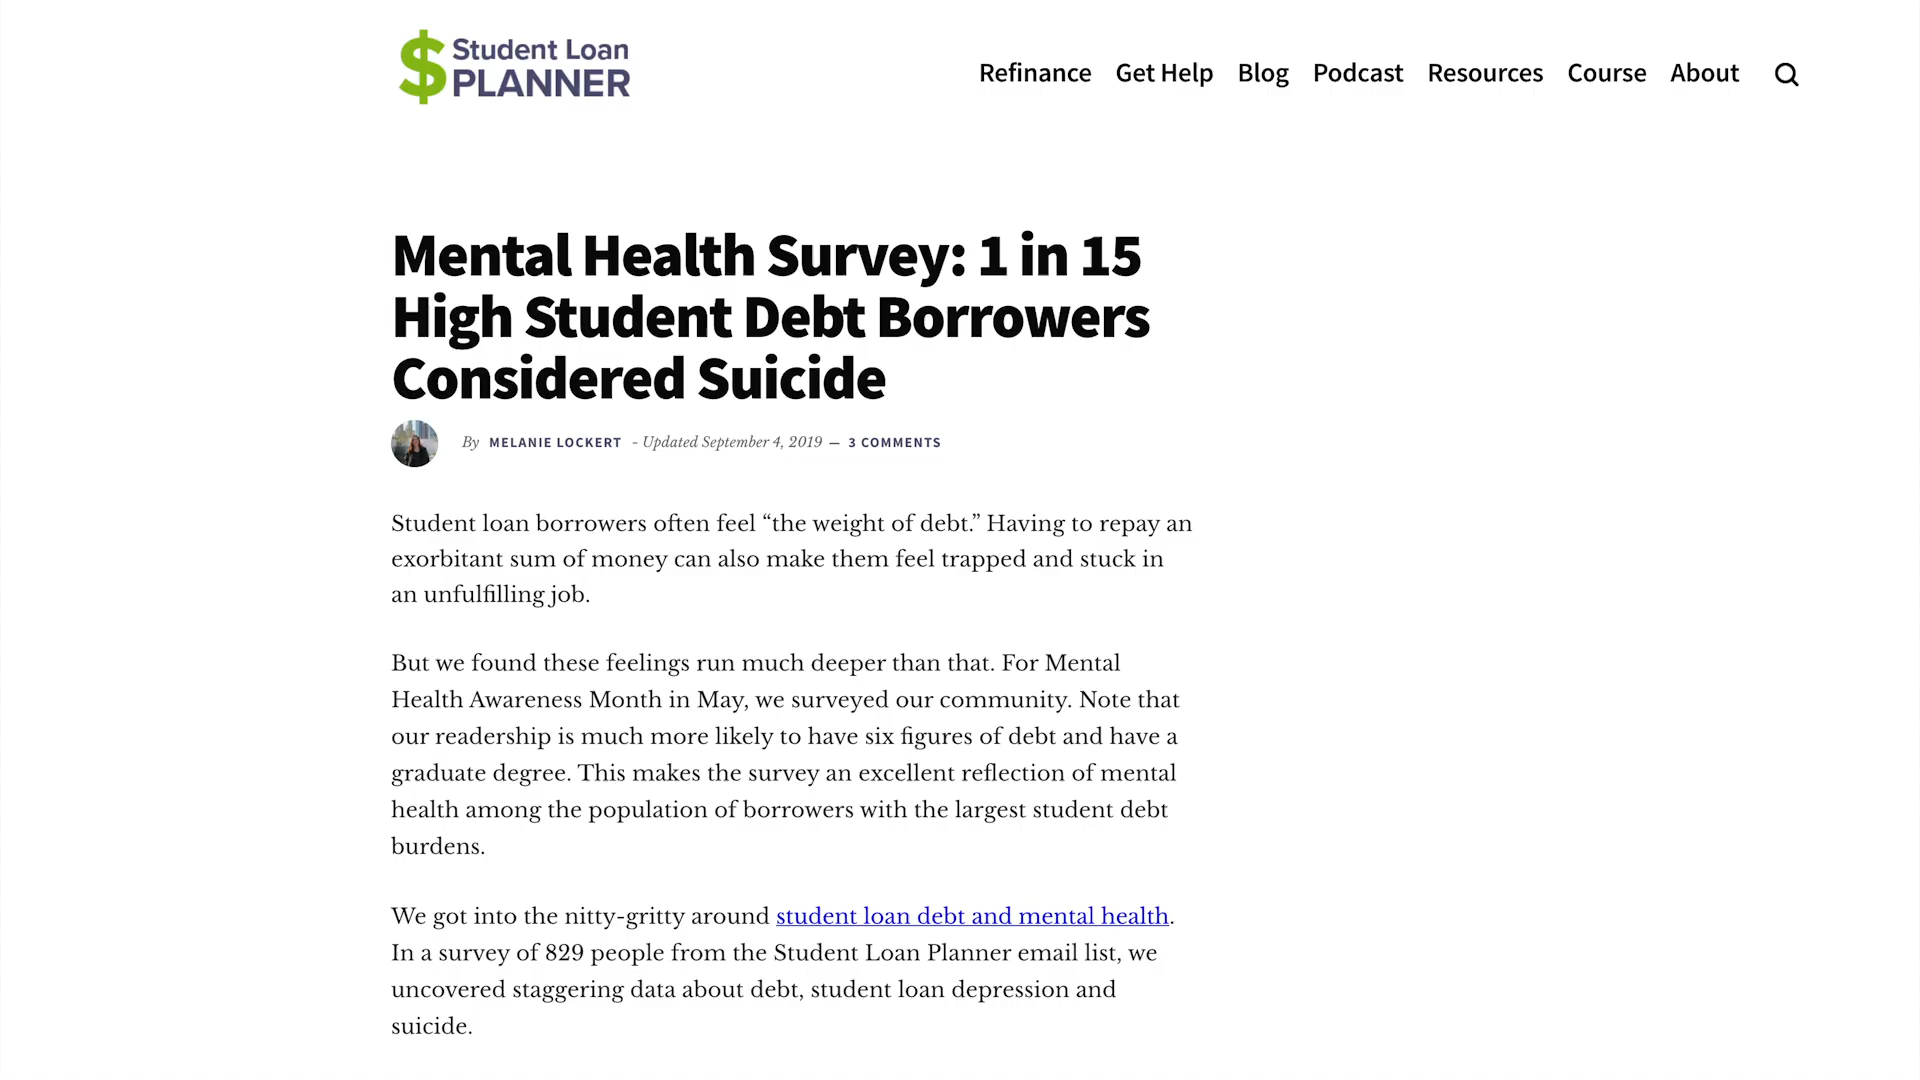 Student Loan
PLANNER
Refinance Get Help Blog Podcast Resources Course About
Mental Health Survey: 1 in 15
High Student Debt Borrowers
Considered Suicide
By MELANIE LOCKERT - Updated September 4, 2019 — 3 COMMENTS
Student loan borrowers often feel “the weight of debt.” Having to repay an
exorbitant sum of money can also make them feel trapped and stuck in
an unfulfilling job.
But we found these feelings run much deeper than that. For Mental
Health Awareness Month in May, we surveyed our community. Note that
our readership is much more likely to have six figures of debt and have a
graduate degree. This makes the survey an excellent reflection of mental
health among the population of borrowers with the largest student debt
burdens.
We got into the nitty-gritty around student loan debt and mental health.
In a survey of 829 people from the Student Loan Planner email list, we
uncovered staggering data about debt, student loan depression and
suicide.